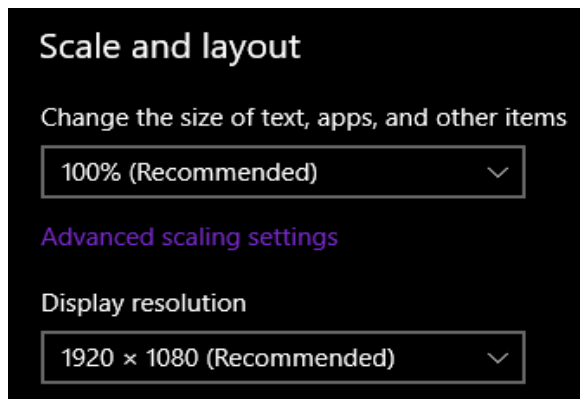 Scale and layout
Change the size of text, apps, and other items
100% (Recommended)
Advanced scaling settings
Display resolution
1920 × 1080 (Recommended)